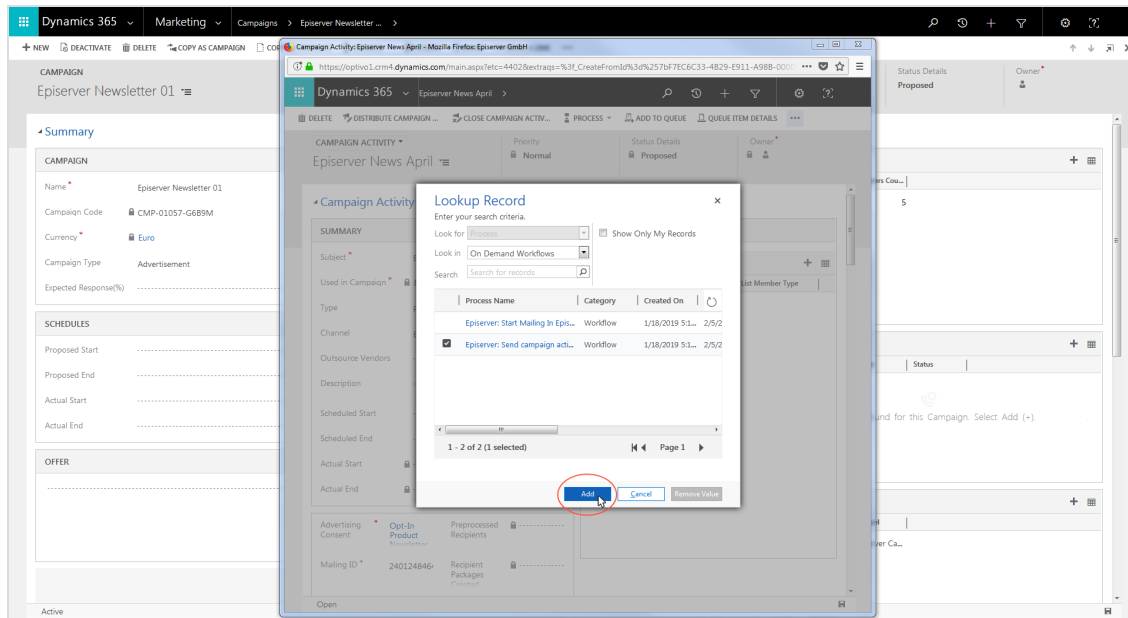 Dynamics 365 Marketing Campaigns > Episerver Newsletter ... >
+ NEW DEACTIVATE DELETE COPY AS CAMPAIGN
CAMPAIGN
Episerver Newsletter 01
Status Details
Proposed
Owner*
Summary
CAMPAIGN
Name* Episerver Newsletter 01
Campaign Code CMP-01057-G6B9M
Currency* Euro
Campaign Type Advertisement
Expected Response(%)
SCHEDULES
Proposed Start
Proposed End
Actual Start
Actual End
OFFER
Active
Campaign Activity: Episerver News April - Mozilla Firefox: Episerver GmbH
https://optivo1.crm4.dynamics.com/main.aspx?etc=4402&extraqs=%3f_CreateFromId%3d%257bF7EC6C33-4B29-E911-A98B-000
Dynamics 365 Episerver News April >
DELETE DISTRIBUTE CAMPAIGN ... CLOSE CAMPAIGN ACTIV... PROCESS ADD TO QUEUE QUEUE ITEM DETAILS ...
CAMPAIGN ACTIVITY
Episerver News April
Priority
Normal
Status Details
Proposed
Owner*
Campaign Activity
SUMMARY
Subject*
Used in Campaign*
Type
Channel
Outsource Vendors
Description
Scheduled Start
Scheduled End
Actual Start
Actual End
List Member Type
Advertising Consent* Opt-In Product
Preprocessed Recipients
Mailing ID* 240124846
Recipient Packages Created
Open
Lookup Record
Enter your search criteria.
Look for Process
Show Only My Records
Look in On Demand Workflows
Search Search for records
Process Name Category Created On
Episerver: Start Mailing In Epis... Workflow 1/18/2019 5:1... 2/5/2
Episerver: Send campaign acti... Workflow 1/18/2019 5:1... 2/5/2
1 - 2 of 2 (1 selected) Page 1
Add Cancel Remove Value
ers Cou...
5
Status
und for this Campaign. Select Add (+).
ver Ca...